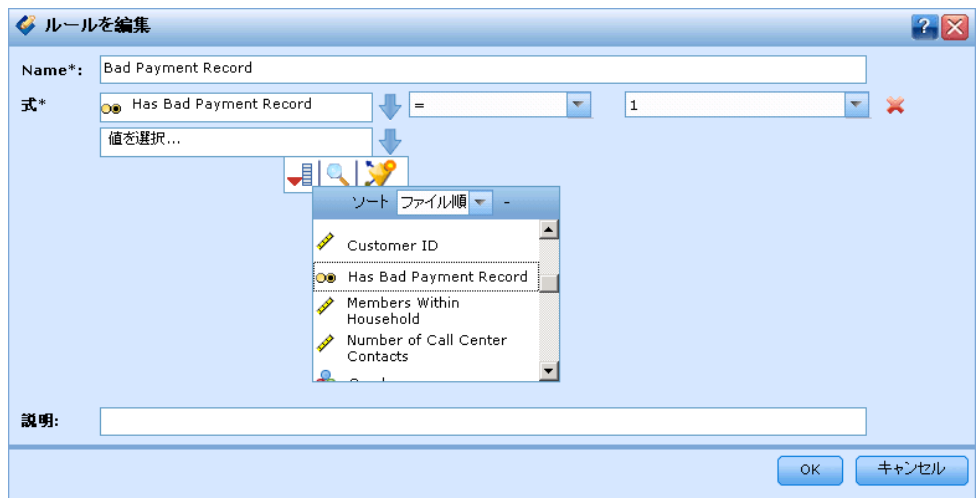 ルールを編集
?
Name*: Bad Payment Record
式* Has Bad Payment Record = 1
値を選択...
ソート ファイル順 -
Customer ID
Has Bad Payment Record
Members Within
Household
Number of Call Center
Contacts
説明:
OK キャンセル